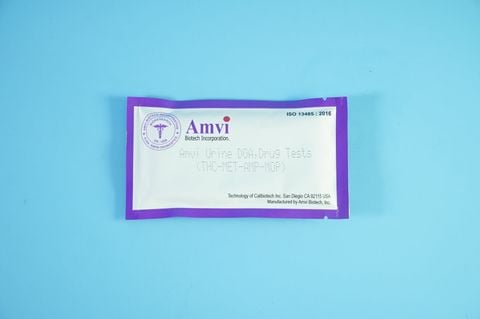 ISO 13485 : 2016
Amvi
Biotech Incorporation.
Amvi Urine DOA,Drug Tests
(THC-MET-AMP-MOP)
Technology of Calibiotech Inc. San-Diego CA 92115 USA
Manufactured by Amvi Biotech, Inc.